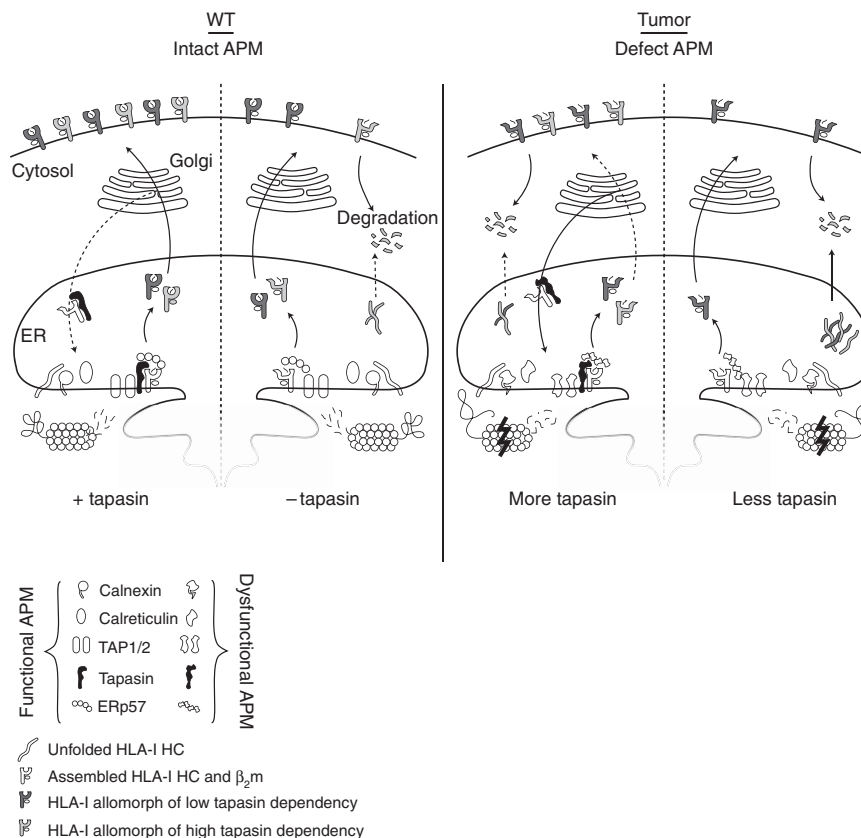 WT
Intact APM
Tumor
Defect APM
Cytosol
Golgi
Degradation
ER
+ tapasin
– tapasin
More tapasin
Less tapasin
Functional APM
Calnexin
Calreticulin
TAP1/2
Tapasin
ERp57
Dysfunctional APM
Unfolded HLA-I HC
Assembled HLA-I HC and β₂m
HLA-I allomorph of low tapasin dependency
HLA-I allomorph of high tapasin dependency